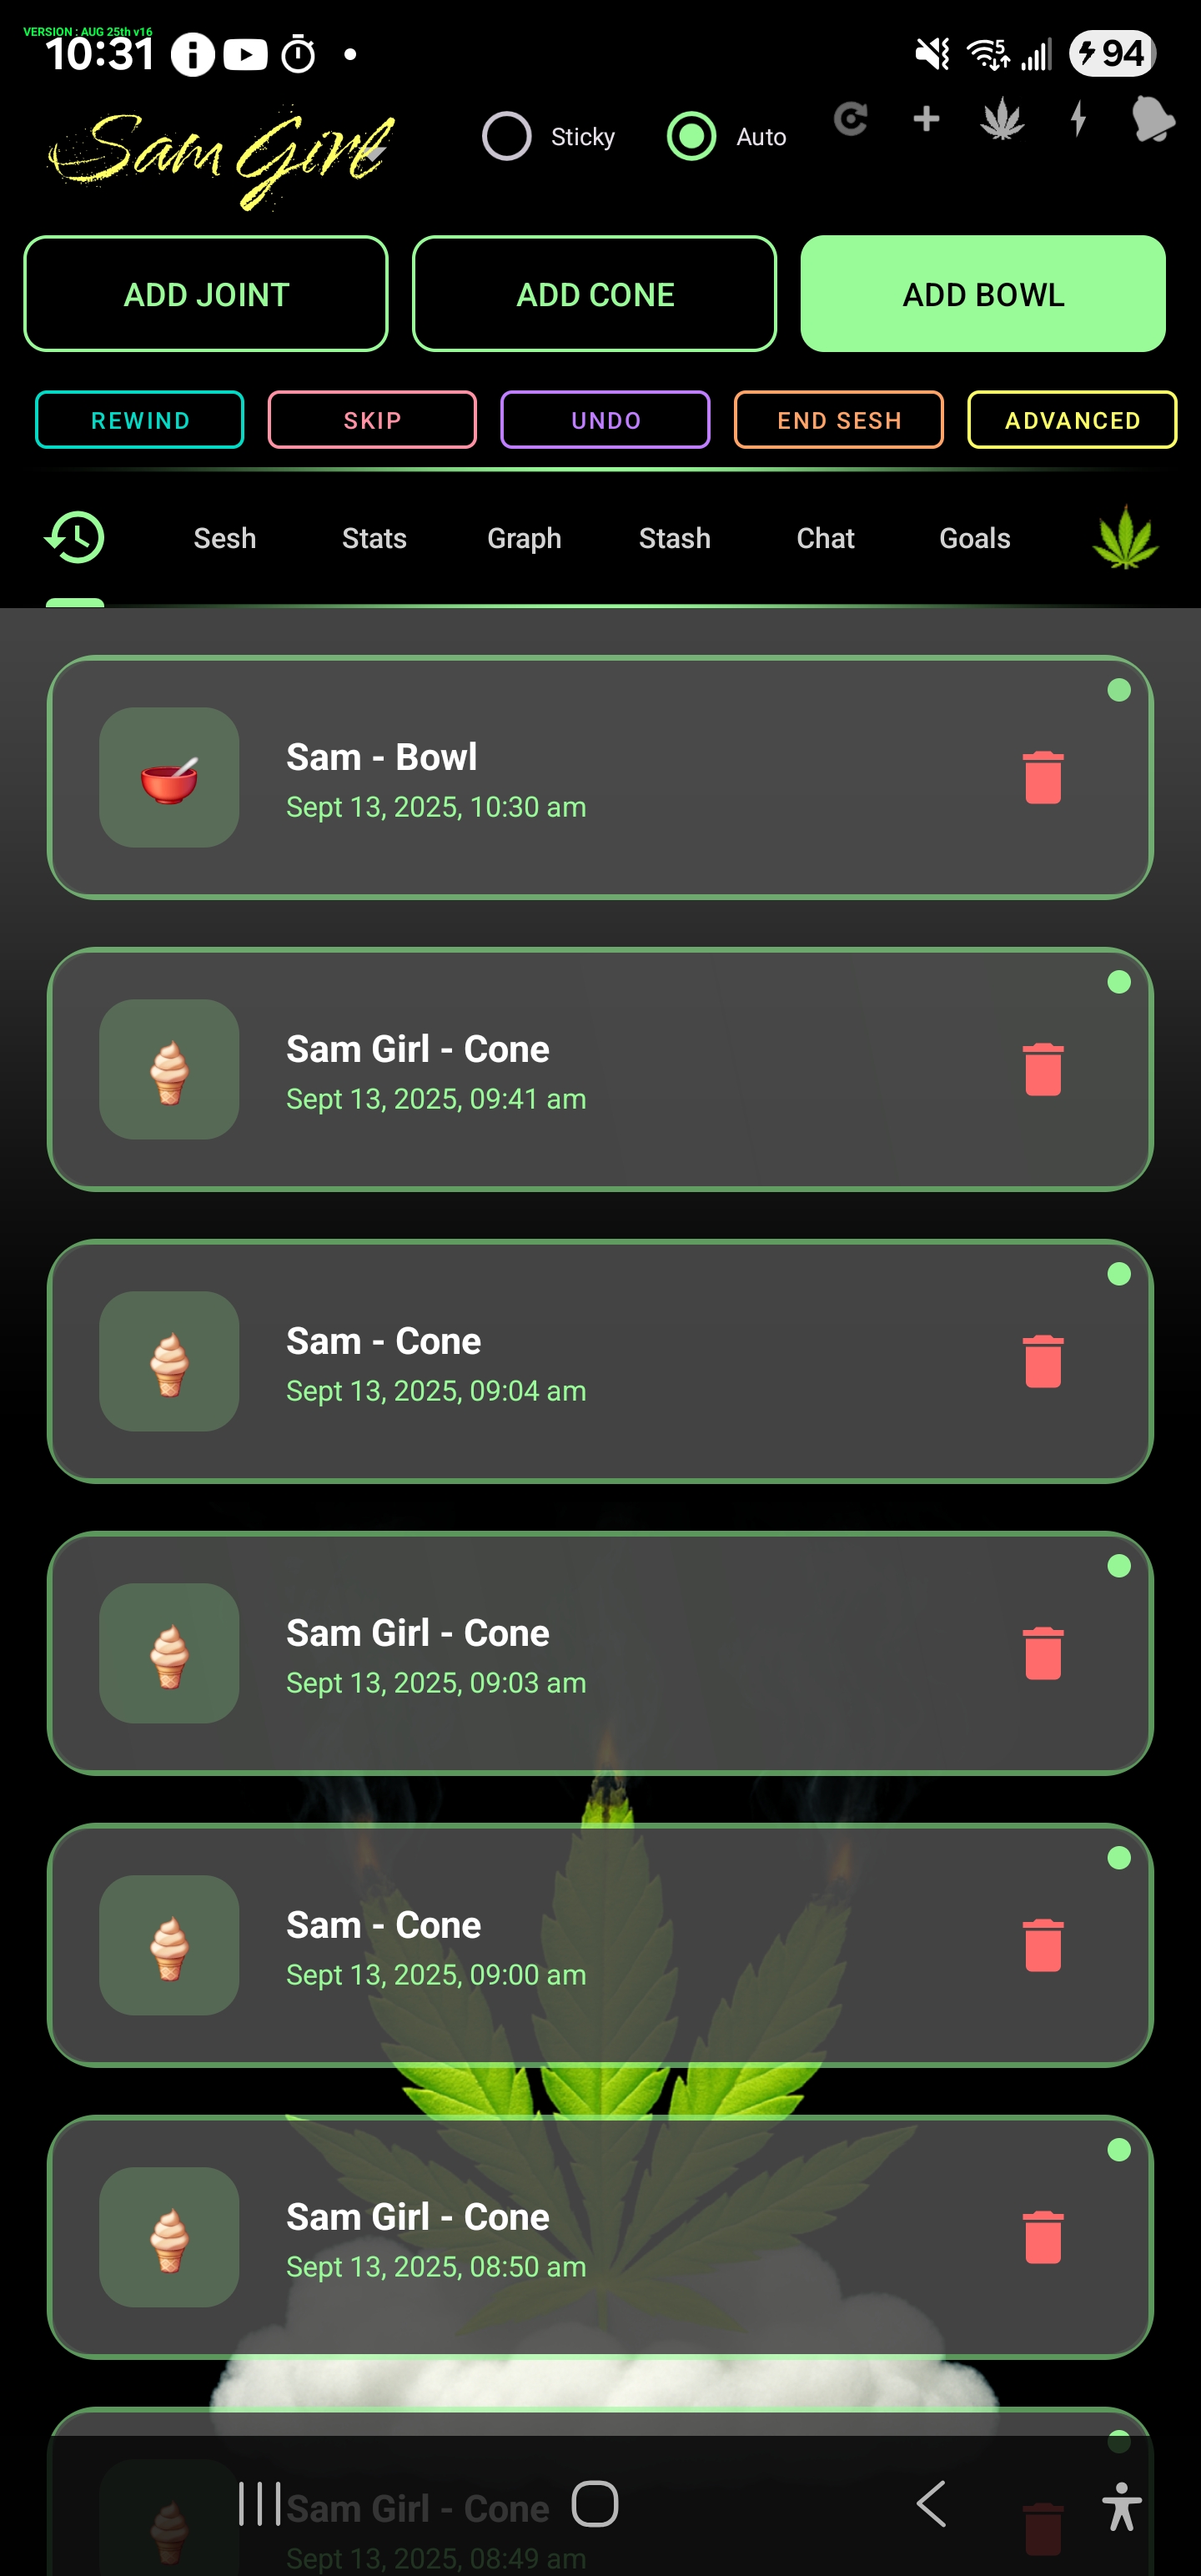 VERSION : AUG 25th v16
10:31
5
94
Sam Girl
Sticky
Auto
ADD JOINT
ADD CONE
ADD BOWL
REWIND
SKIP
UNDO
END SESH
ADVANCED
Sesh
Stats
Graph
Stash
Chat
Goals
Sam - Bowl
Sept 13, 2025, 10:30 am
Sam Girl - Cone
Sept 13, 2025, 09:41 am
Sam - Cone
Sept 13, 2025, 09:04 am
Sam Girl - Cone
Sept 13, 2025, 09:03 am
Sam - Cone
Sept 13, 2025, 09:00 am
Sam Girl - Cone
Sept 13, 2025, 08:50 am
Sam Girl - Cone
Sept 13, 2025, 08:49 am